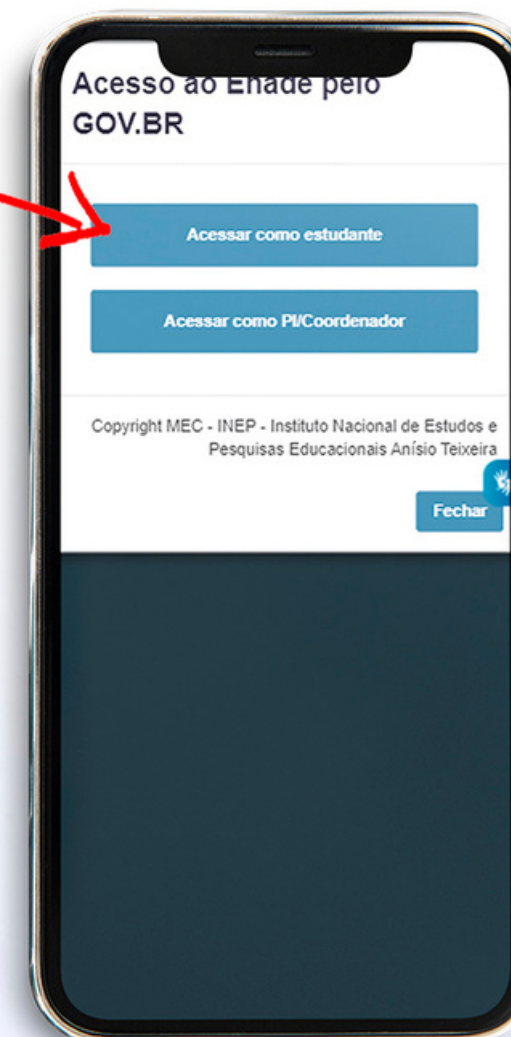 Acesso ao Enade pelo
GOV.BR
Acessar como estudante
Acessar como PI/Coordenador
Copyright MEC - INEP - Instituto Nacional de Estudos e
Pesquisas Educacionais Anísio Teixeira
Fechar